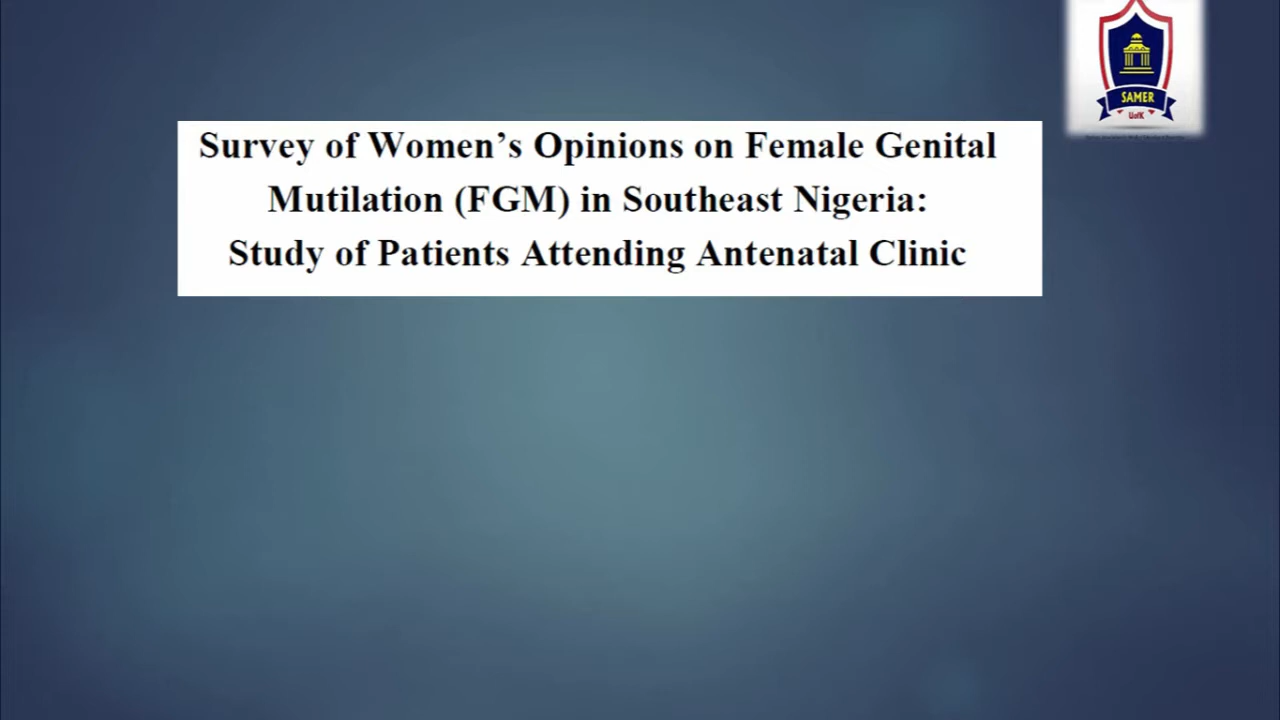 SAMER
UofK
Survey of Women’s Opinions on Female Genital
Mutilation (FGM) in Southeast Nigeria:
Study of Patients Attending Antenatal Clinic